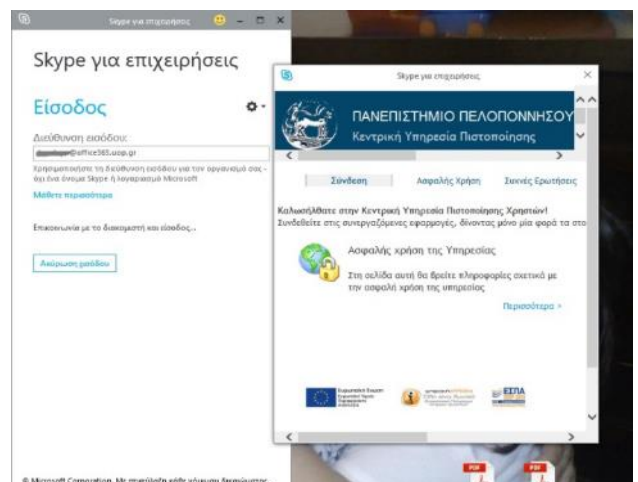 Skype για επιχειρήσεις
Skype για επιχειρήσεις
Είσοδος
Διεύθυνση εισόδου:
@office365.uop.gr
Χρησιμοποιήστε τη διεύθυνση εισόδου για τον οργανισμό σας -
όχι ένα όνομα Skype ή λογαριασμό Microsoft
Μάθετε περισσότερα
Επικοινωνία με το διακομιστή και είσοδος...
Ακύρωση εισόδου
© Microsoft Corporation. Με επιφύλαξη κάθε νόμιμου δικαιώματος.
Skype για επιχειρήσεις
ΠΑΝΕΠΙΣΤΗΜΙΟ ΠΕΛΟΠΟΝΝΗΣΟΥ
Κεντρική Υπηρεσία Πιστοποίησης
Σύνδεση Ασφαλής Χρήση Συχνές Ερωτήσεις
Καλωσήλθατε στην Κεντρική Υπηρεσία Πιστοποίησης Χρηστών!
Συνδεθείτε στις συνεργαζόμενες εφαρμογές, δίνοντας μόνο μία φορά τα στο
Ασφαλής χρήση της Υπηρεσίας
Στη σελίδα αυτή θα βρείτε πληροφορίες σχετικά με
την ασφαλή χρήση της υπηρεσίας
Περισσότερα >
Ευρωπαϊκή Ένωση
ΕΣΠΑ
PDF PDF